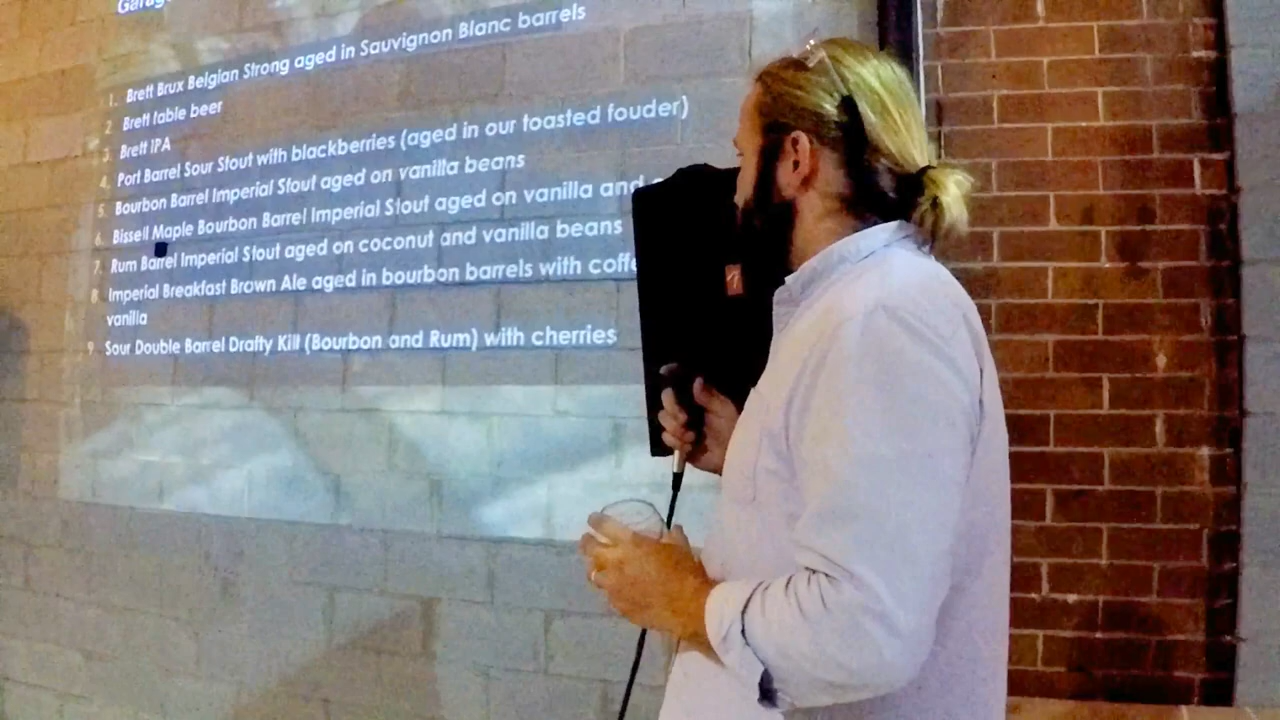 Garag
1. Brett Brux Belgian Strong aged in Sauvignon Blanc barrels
2 Brett table beer
3. Brett IPA
4. Port Barrel Sour Stout with blackberries (aged in our toasted fouder)
5. Bourbon Barrel Imperial Stout aged on vanilla beans
6. Bissell Maple Bourbon Barrel Imperial Stout aged on vanilla and
7. Rum Barrel Imperial Stout aged on coconut and vanilla beans
8 Imperial Breakfast Brown Ale aged in bourbon barrels with coffe
vanilla
9 Sour Double Barrel Drafty Kill (Bourbon and Rum) with cherries